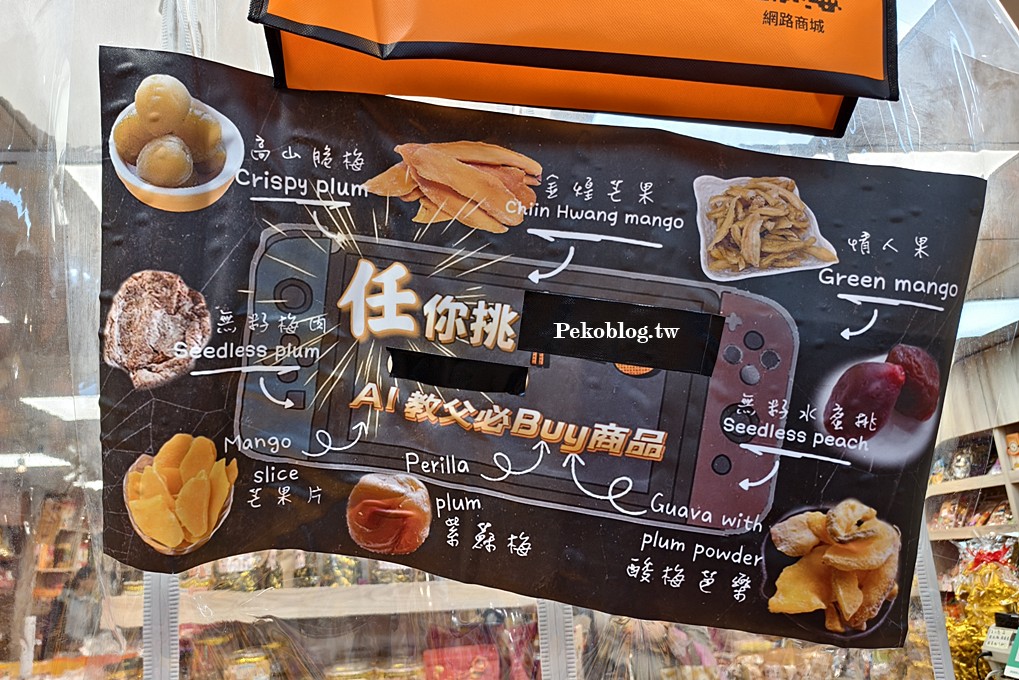 網路商城
高山脆梅
Crispy plum
金煌芒果
Chiin Hwang mango
情人果
Green mango
無籽梅肉
Seedless plum
任你挑
Pekoblog.tw
AI 教父必Buy商品
無籽水蜜桃
Seedless peach
Mango
slice
芒果片
Perilla
plum
紫蘇梅
Guava with
plum powder
酸梅芭樂